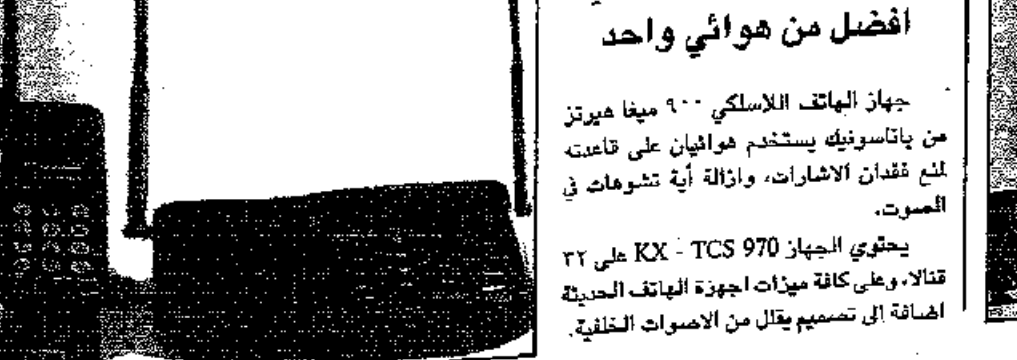 افضل من هوائي واحد
جهاز الهاتف اللاسلكي ٩٠٠ ميغا هيرتز
من باناسونيك يستخدم هوائيان على قاعدته
لمنع فقدان الاشارات، وازالة أية تشوهات في
الصوت.
يحتوي الجهاز KX - TCS 970 على ٣٢
قنالا، وعلى كافة ميزات اجهزة الهاتف الحديثة
اضافة إلى تصميم يقلل من الاصوات الخلفية.